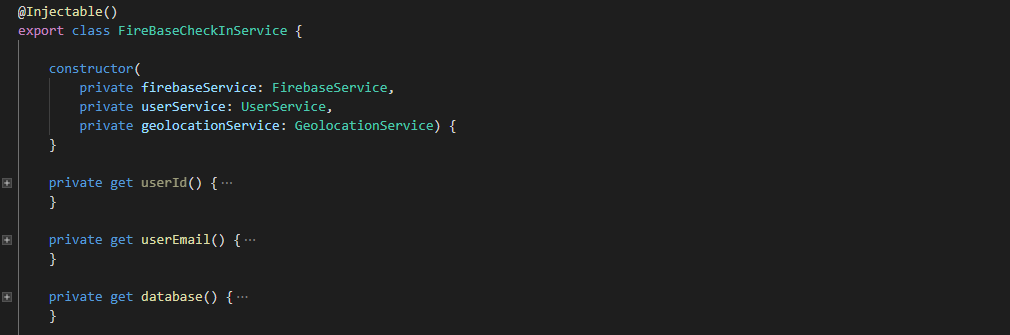 @Injectable()
export class FireBaseCheckInService {
constructor(
private firebaseService: FirebaseService,
private userService: UserService,
private geolocationService: GeolocationService) {
}
private get userId() { ···
}
private get userEmail() { ···
}
private get database() { ···
}